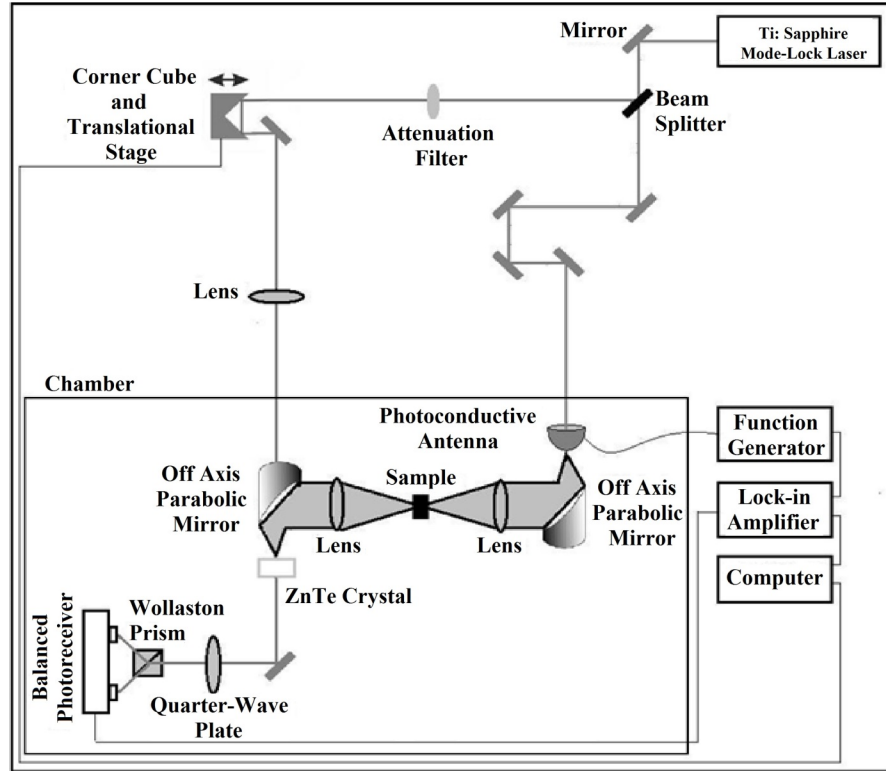 Mirror
Ti: Sapphire
Mode-Lock Laser
Corner Cube
and
Translational
Stage
Attenuation
Filter
Beam
Splitter
Lens
Chamber
Photoconductive
Antenna
Function
Generator
Off Axis
Parabolic
Mirror
Sample
Lens
Lens
Off Axis
Parabolic
Mirror
Lock-in
Amplifier
Computer
ZnTe Crystal
Wollaston
Prism
Balanced
Photoreceiver
Quarter-Wave
Plate